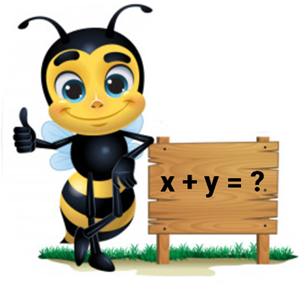 x + y = ?